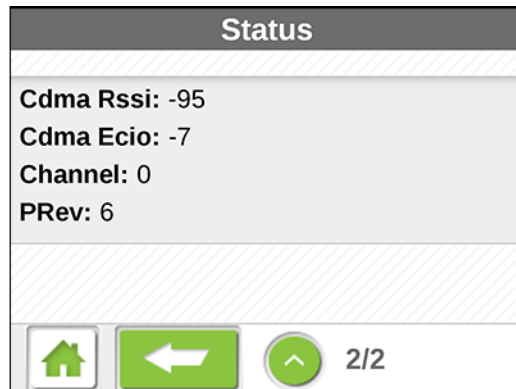 Status
Cdma Rssi: -95
Cdma Ecio: -7
Channel: 0
PRev: 6
2/2